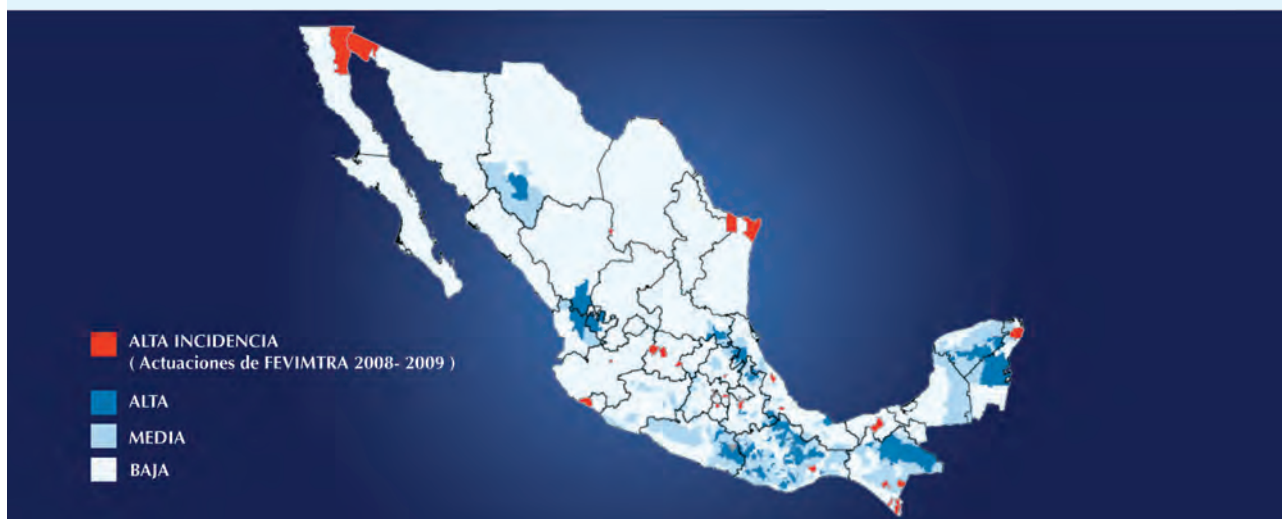 ALTA INCIDENCIA
( Actuaciones de FEVIMTRA 2008- 2009 )
ALTA
MEDIA
BAJA